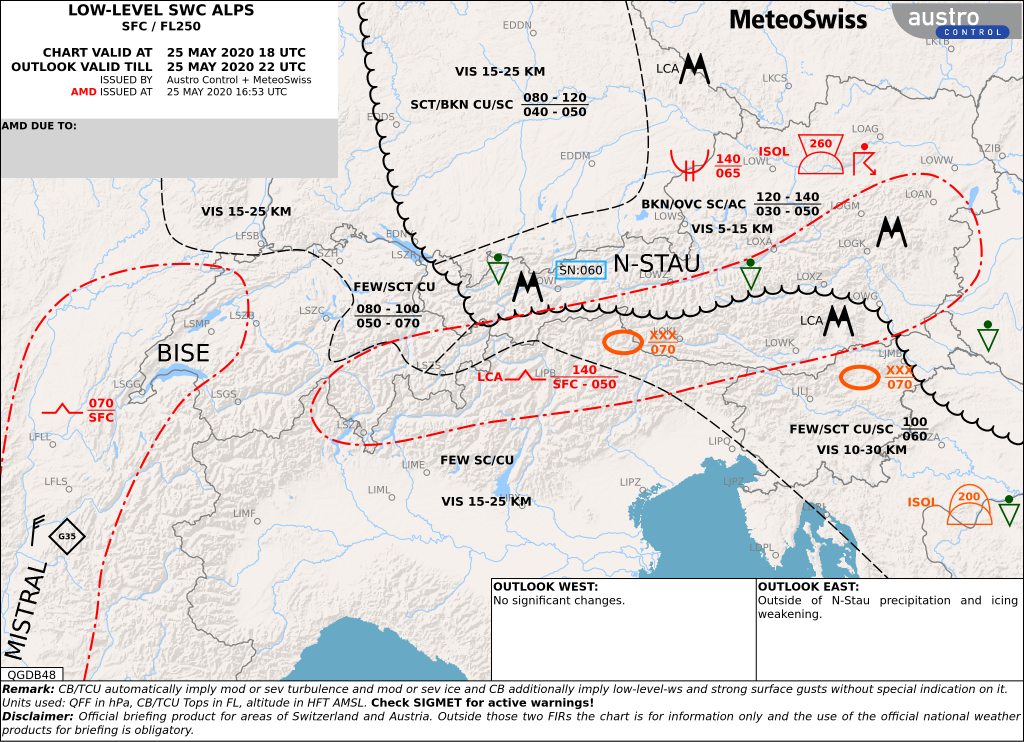 LOW-LEVEL SWC ALPS
SFC / FL250
CHART VALID AT 25 MAY 2020 18 UTC
OUTLOOK VALID TILL 25 MAY 2020 22 UTC
ISSUED BY Austro Control + MeteoSwiss
AMD ISSUED AT 25 MAY 2020 16:53 UTC
AMD DUE TO:
MeteoSwiss
austro
CONTROL
EDDN
LKTB
LCA
LKCS
VIS 15-25 KM
SCT/BKN CU/SC 080 - 120
040 - 050
EDDS
EDDM
LOAG
LZIB
ISOL
260
140
065
LOWL
LOWW
LOAN
BKN/OVC SC/AC 120 - 140
030 - 050
LOGM
LOWS
VIS 5-15 KM
VIS 15-25 KM
LFSB
EDN
LSZR
LOXA
LOGK
SN:060
N-STAU
LOWI
LOWZ
LOXZ
LOWG
FEW/SCT CU
080 - 100
050 - 070
LSZG
LSZB
LSMP
BISE
LCA
LOKL
XXX
070
LOWK
LJMB
LSZS
LIPB
LCA
140
SFC - 050
XXX
070
LJLJ
LSGG
LSGS
070
SFC
LFLL
LSZA
FEW/SCT CU/SC 100
060
VIS 10-30 KM
LIPO
FEW SC/CU
LIME
LFLS
LIML
LIPZ
LJPZ
VIS 15-25 KM
ISOL
200
LIMF
G35
MISTRAL
LDPL
OUTLOOK WEST:
No significant changes.
OUTLOOK EAST:
Outside of N-Stau precipitation and icing
weakening.
QGDB48
Remark: CB/TCU automatically imply mod or sev turbulence and mod or sev ice and CB additionally imply low-level-ws and strong surface gusts without special indication on it.
Units used: QFF in hPa, CB/TCU Tops in FL, altitude in HFT AMSL. Check SIGMET for active warnings!
Disclaimer: Official briefing product for areas of Switzerland and Austria. Outside those two FIRs the chart is for information only and the use of the official national weather
products for briefing is obligatory.